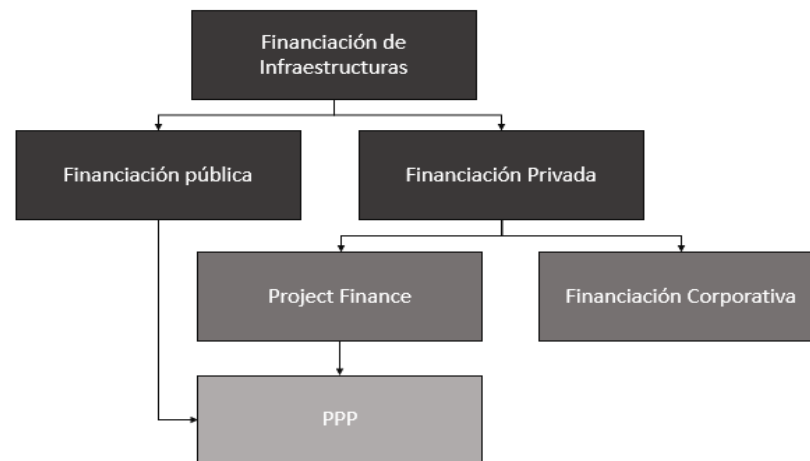 Financiación de
Infraestructuras
Financiación pública
Financiación Privada
Project Finance
Financiación Corporativa
PPP